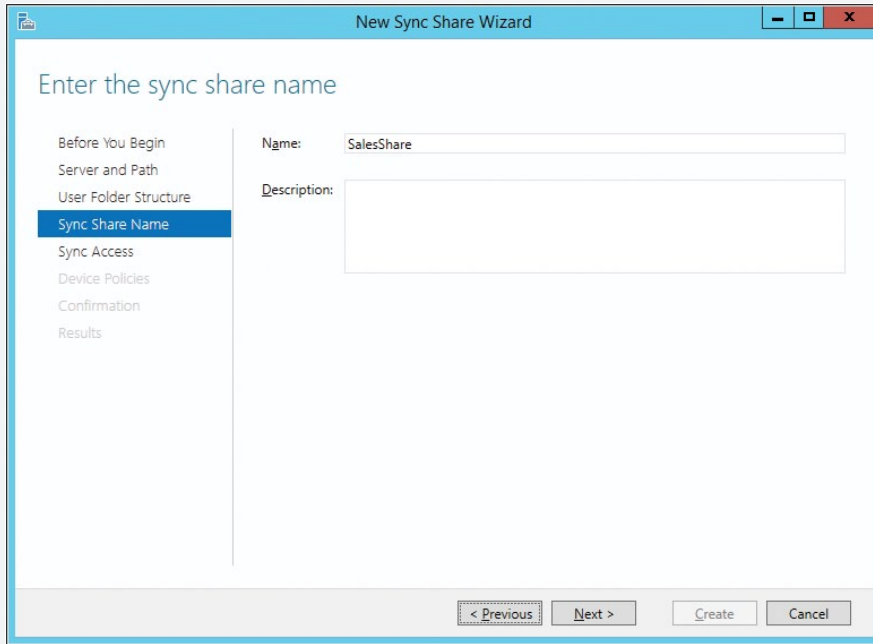 New Sync Share Wizard
Enter the sync share name
Before You Begin
Server and Path
User Folder Structure
Sync Share Name
Sync Access
Device Policies
Confirmation
Results
Name:
SalesShare
Description:
< Previous
Next >
Create
Cancel